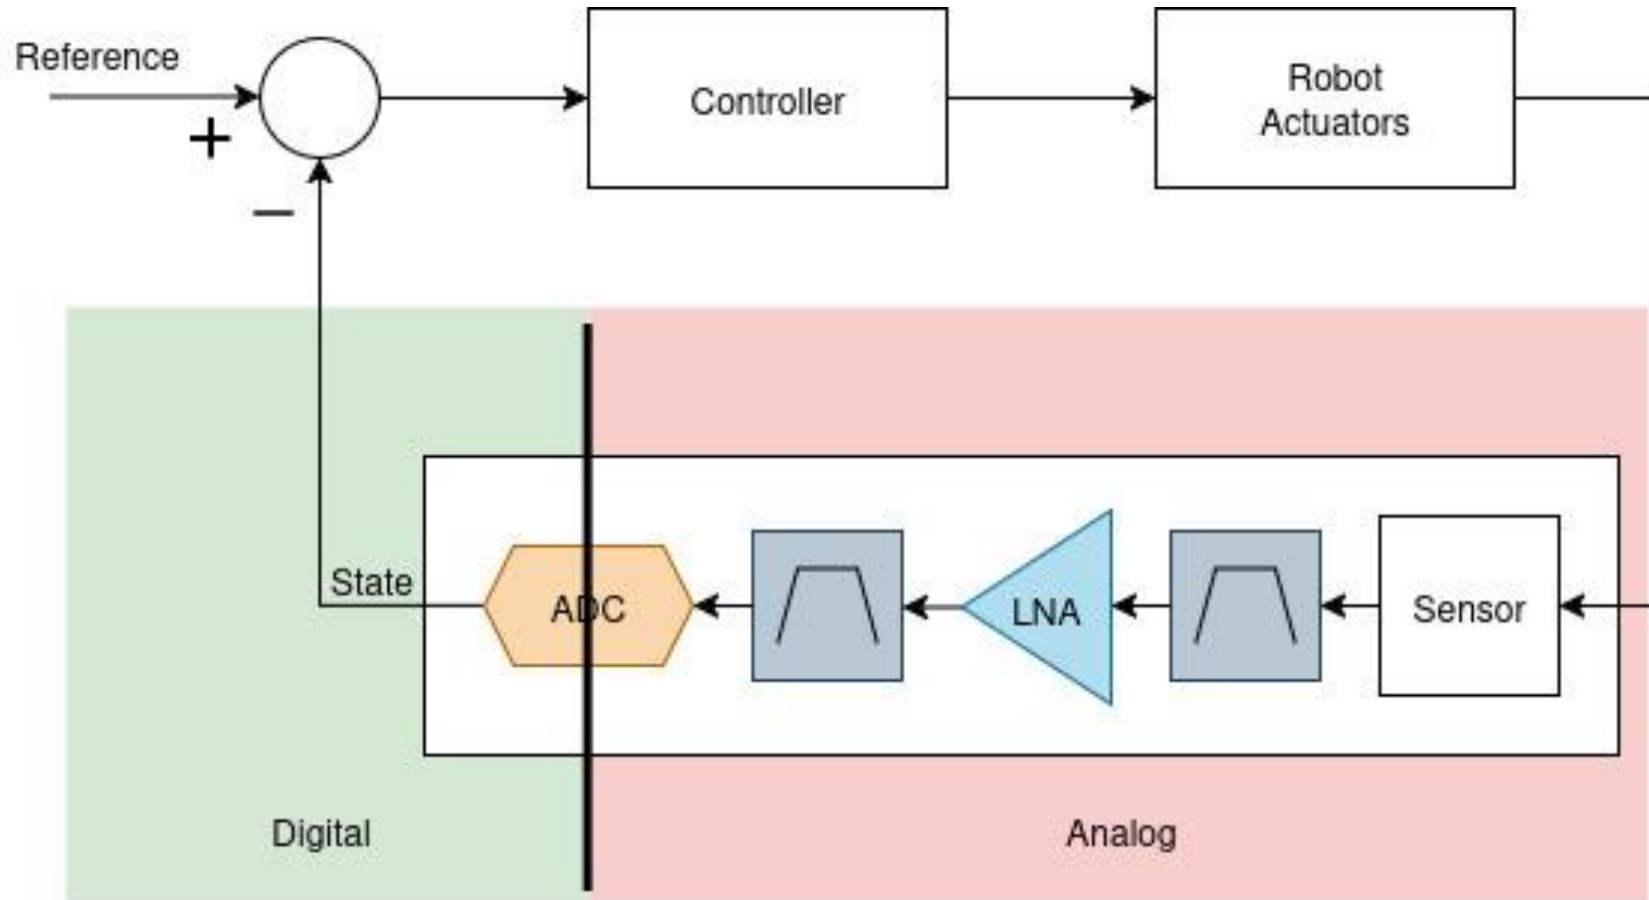 Reference
+
Controller
Robot
Actuators
–
State
ADC
LNA
Sensor
Digital
Analog